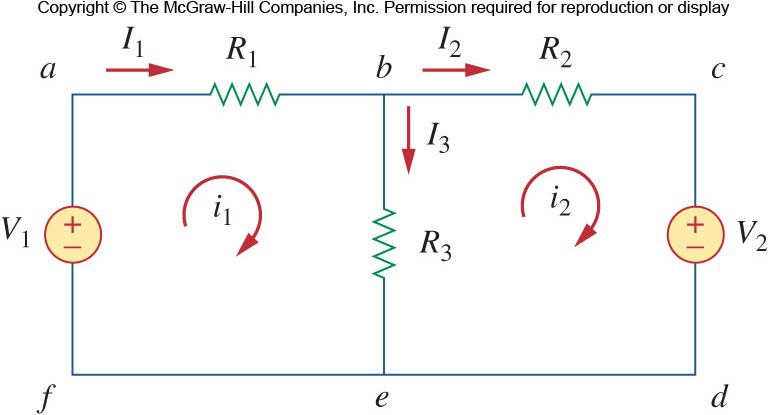 Copyright © The McGraw-Hill Companies, Inc. Permission required for reproduction or display
I1 I2
a R1 b R2 c
I3
i1 i2
V1 + − R3 + − V2
f e d